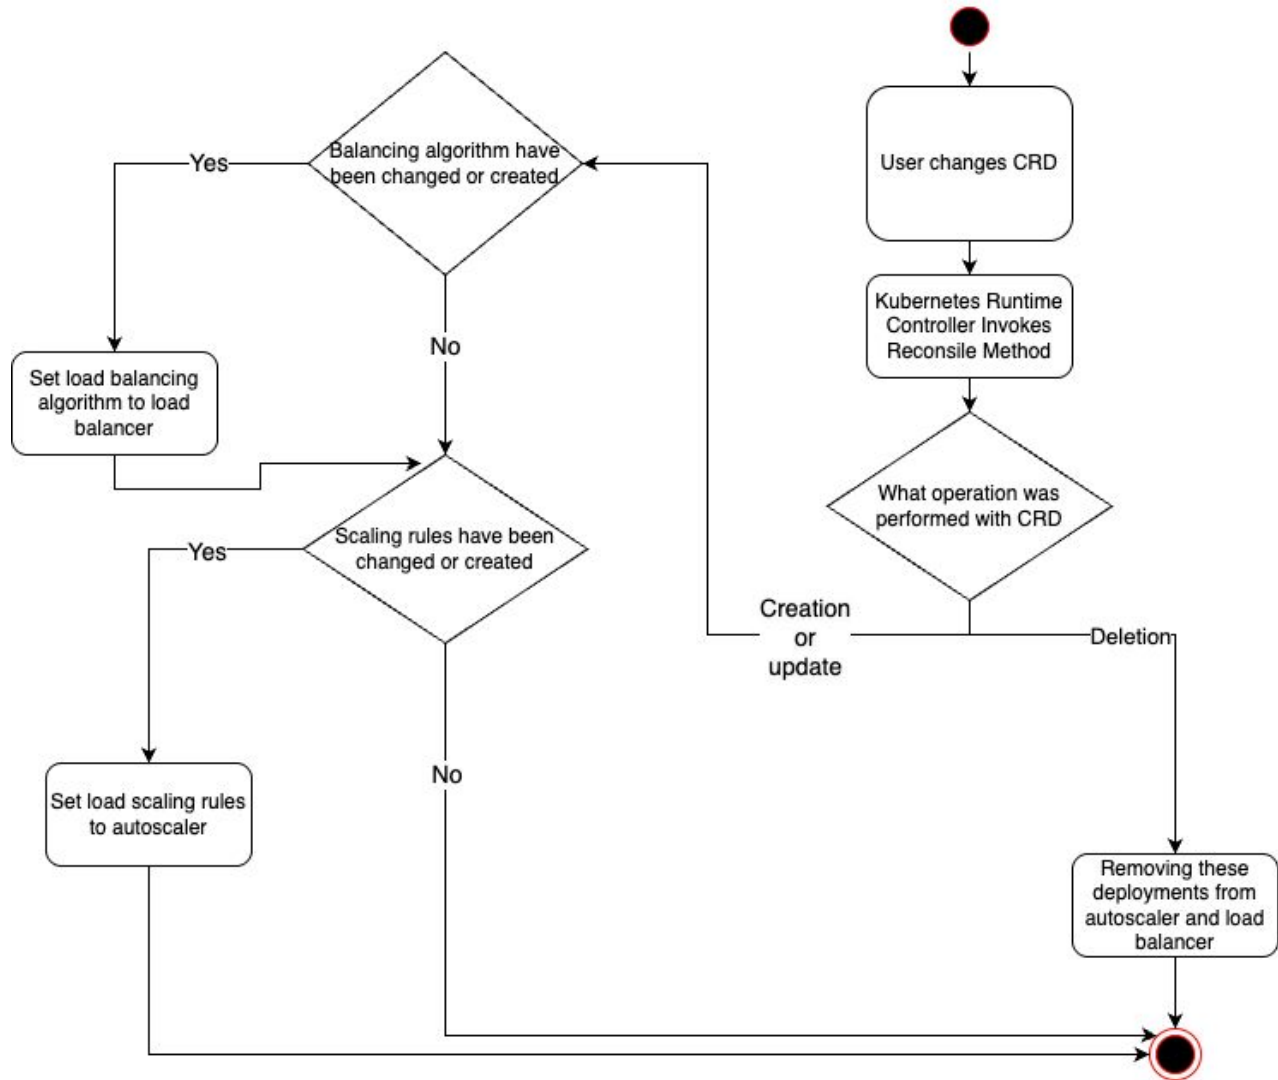 User changes CRD
Kubernetes Runtime
Controller Invokes
Reconsile Method
What operation was
performed with CRD
Creation
or
update
Deletion
Balancing algorithm have
been changed or created
Yes
No
Set load balancing
algorithm to load
balancer
Scaling rules have been
changed or created
Yes
No
Set load scaling rules
to autoscaler
Removing these
deployments from
autoscaler and load
balancer